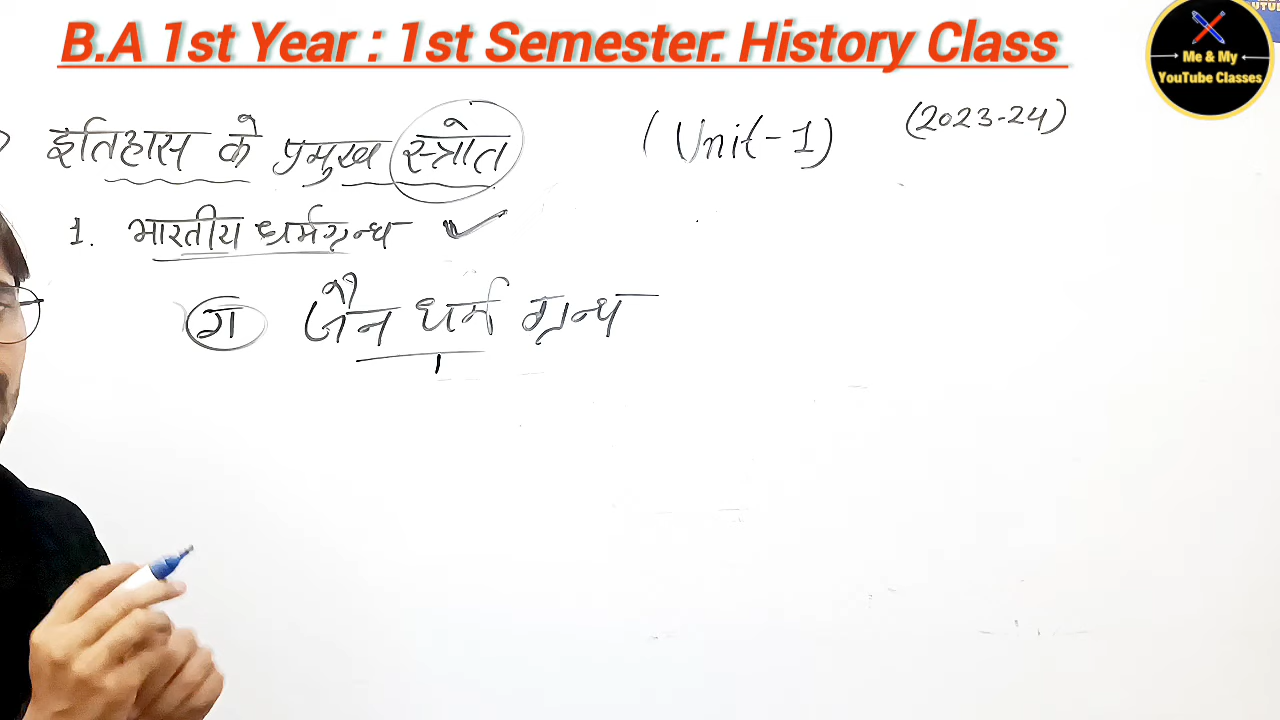 B.A 1st Year : 1st Semester: History Class
Me & My
YouTube Classes
(2023-24)
इतिहास के प्रमुख स्त्रोत (Unit-1)
1. भारतीय धर्मग्रन्थ
ग जैन धर्म ग्रन्थ